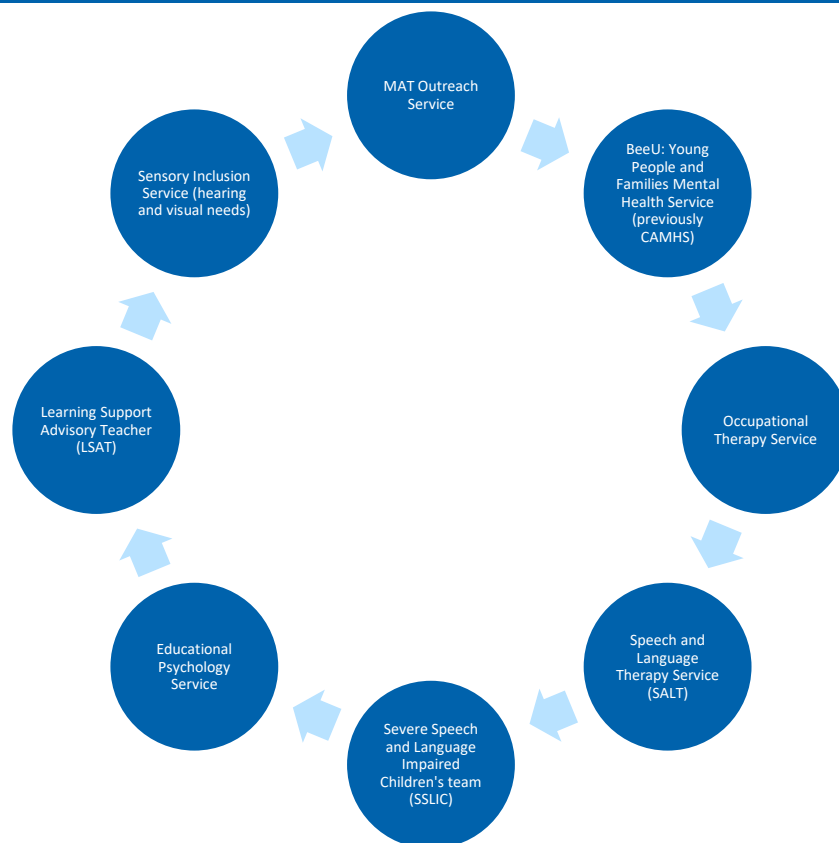 MAT Outreach
Service
BeeU: Young
People and
Families Mental
Health Service
(previously
CAMHS)
Occupational
Therapy Service
Speech and
Language
Therapy Service
(SALT)
Severe Speech
and Language
Impaired
Children's team
(SSLIC)
Educational
Psychology
Service
Learning Support
Advisory Teacher
(LSAT)
Sensory Inclusion
Service (hearing
and visual needs)